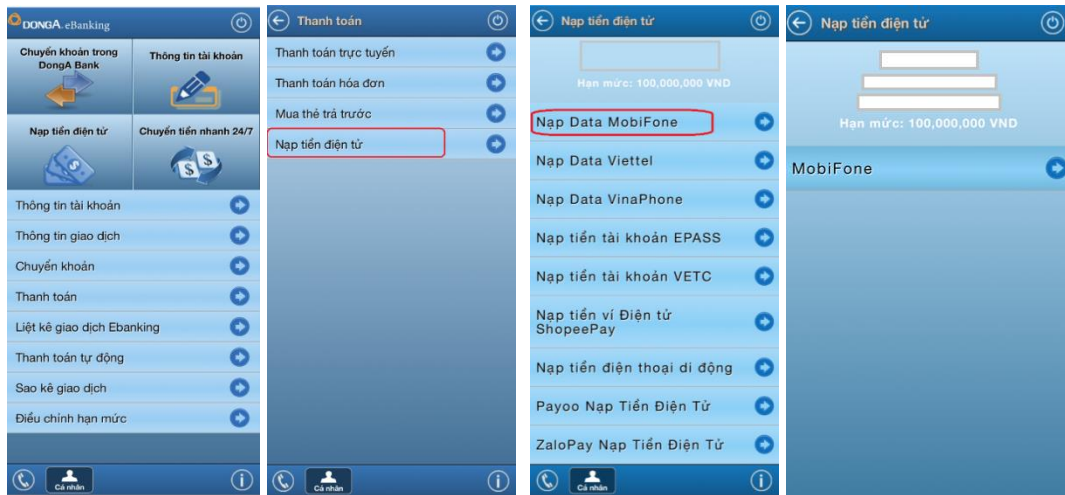 DONGA. eBanking
Chuyển khoản trong
DongA Bank
Thông tin tài khoản
Nạp tiền điện tử
Chuyển tiền nhanh 24/7
Thông tin tài khoản
Thông tin giao dịch
Chuyển khoản
Thanh toán
Liệt kê giao dịch Ebanking
Thanh toán tự động
Sao kê giao dịch
Điều chỉnh hạn mức
Cá nhân
Thanh toán
Thanh toán trực tuyến
Thanh toán hóa đơn
Mua thẻ trả trước
Nạp tiền điện tử
Cá nhân
Nạp tiền điện tử
Hạn mức: 100,000,000 VND
Nạp Data MobiFone
Nạp Data Viettel
Nạp Data VinaPhone
Nạp tiền tài khoản EPASS
Nạp tiền tài khoản VETC
Nạp tiền ví Điện tử
ShopeePay
Nạp tiền điện thoại di động
Payoo Nạp Tiền Điện Tử
ZaloPay Nạp Tiền Điện Tử
Cá nhân
Nạp tiền điện tử
Hạn mức: 100,000,000 VND
MobiFone